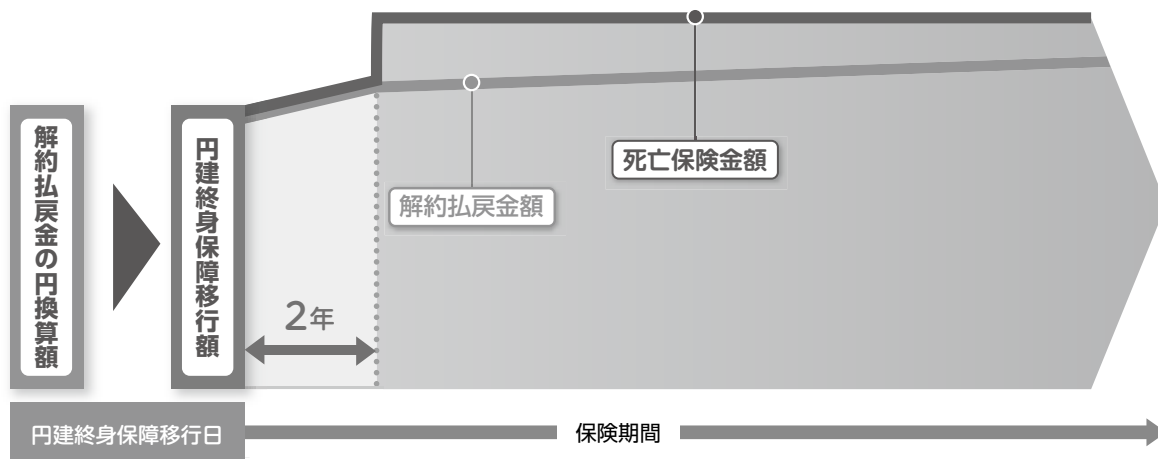 解約払戻金の円換算額
円建終身保障移行額
2年
解約払戻金額
死亡保険金額
円建終身保障移行日
保険期間